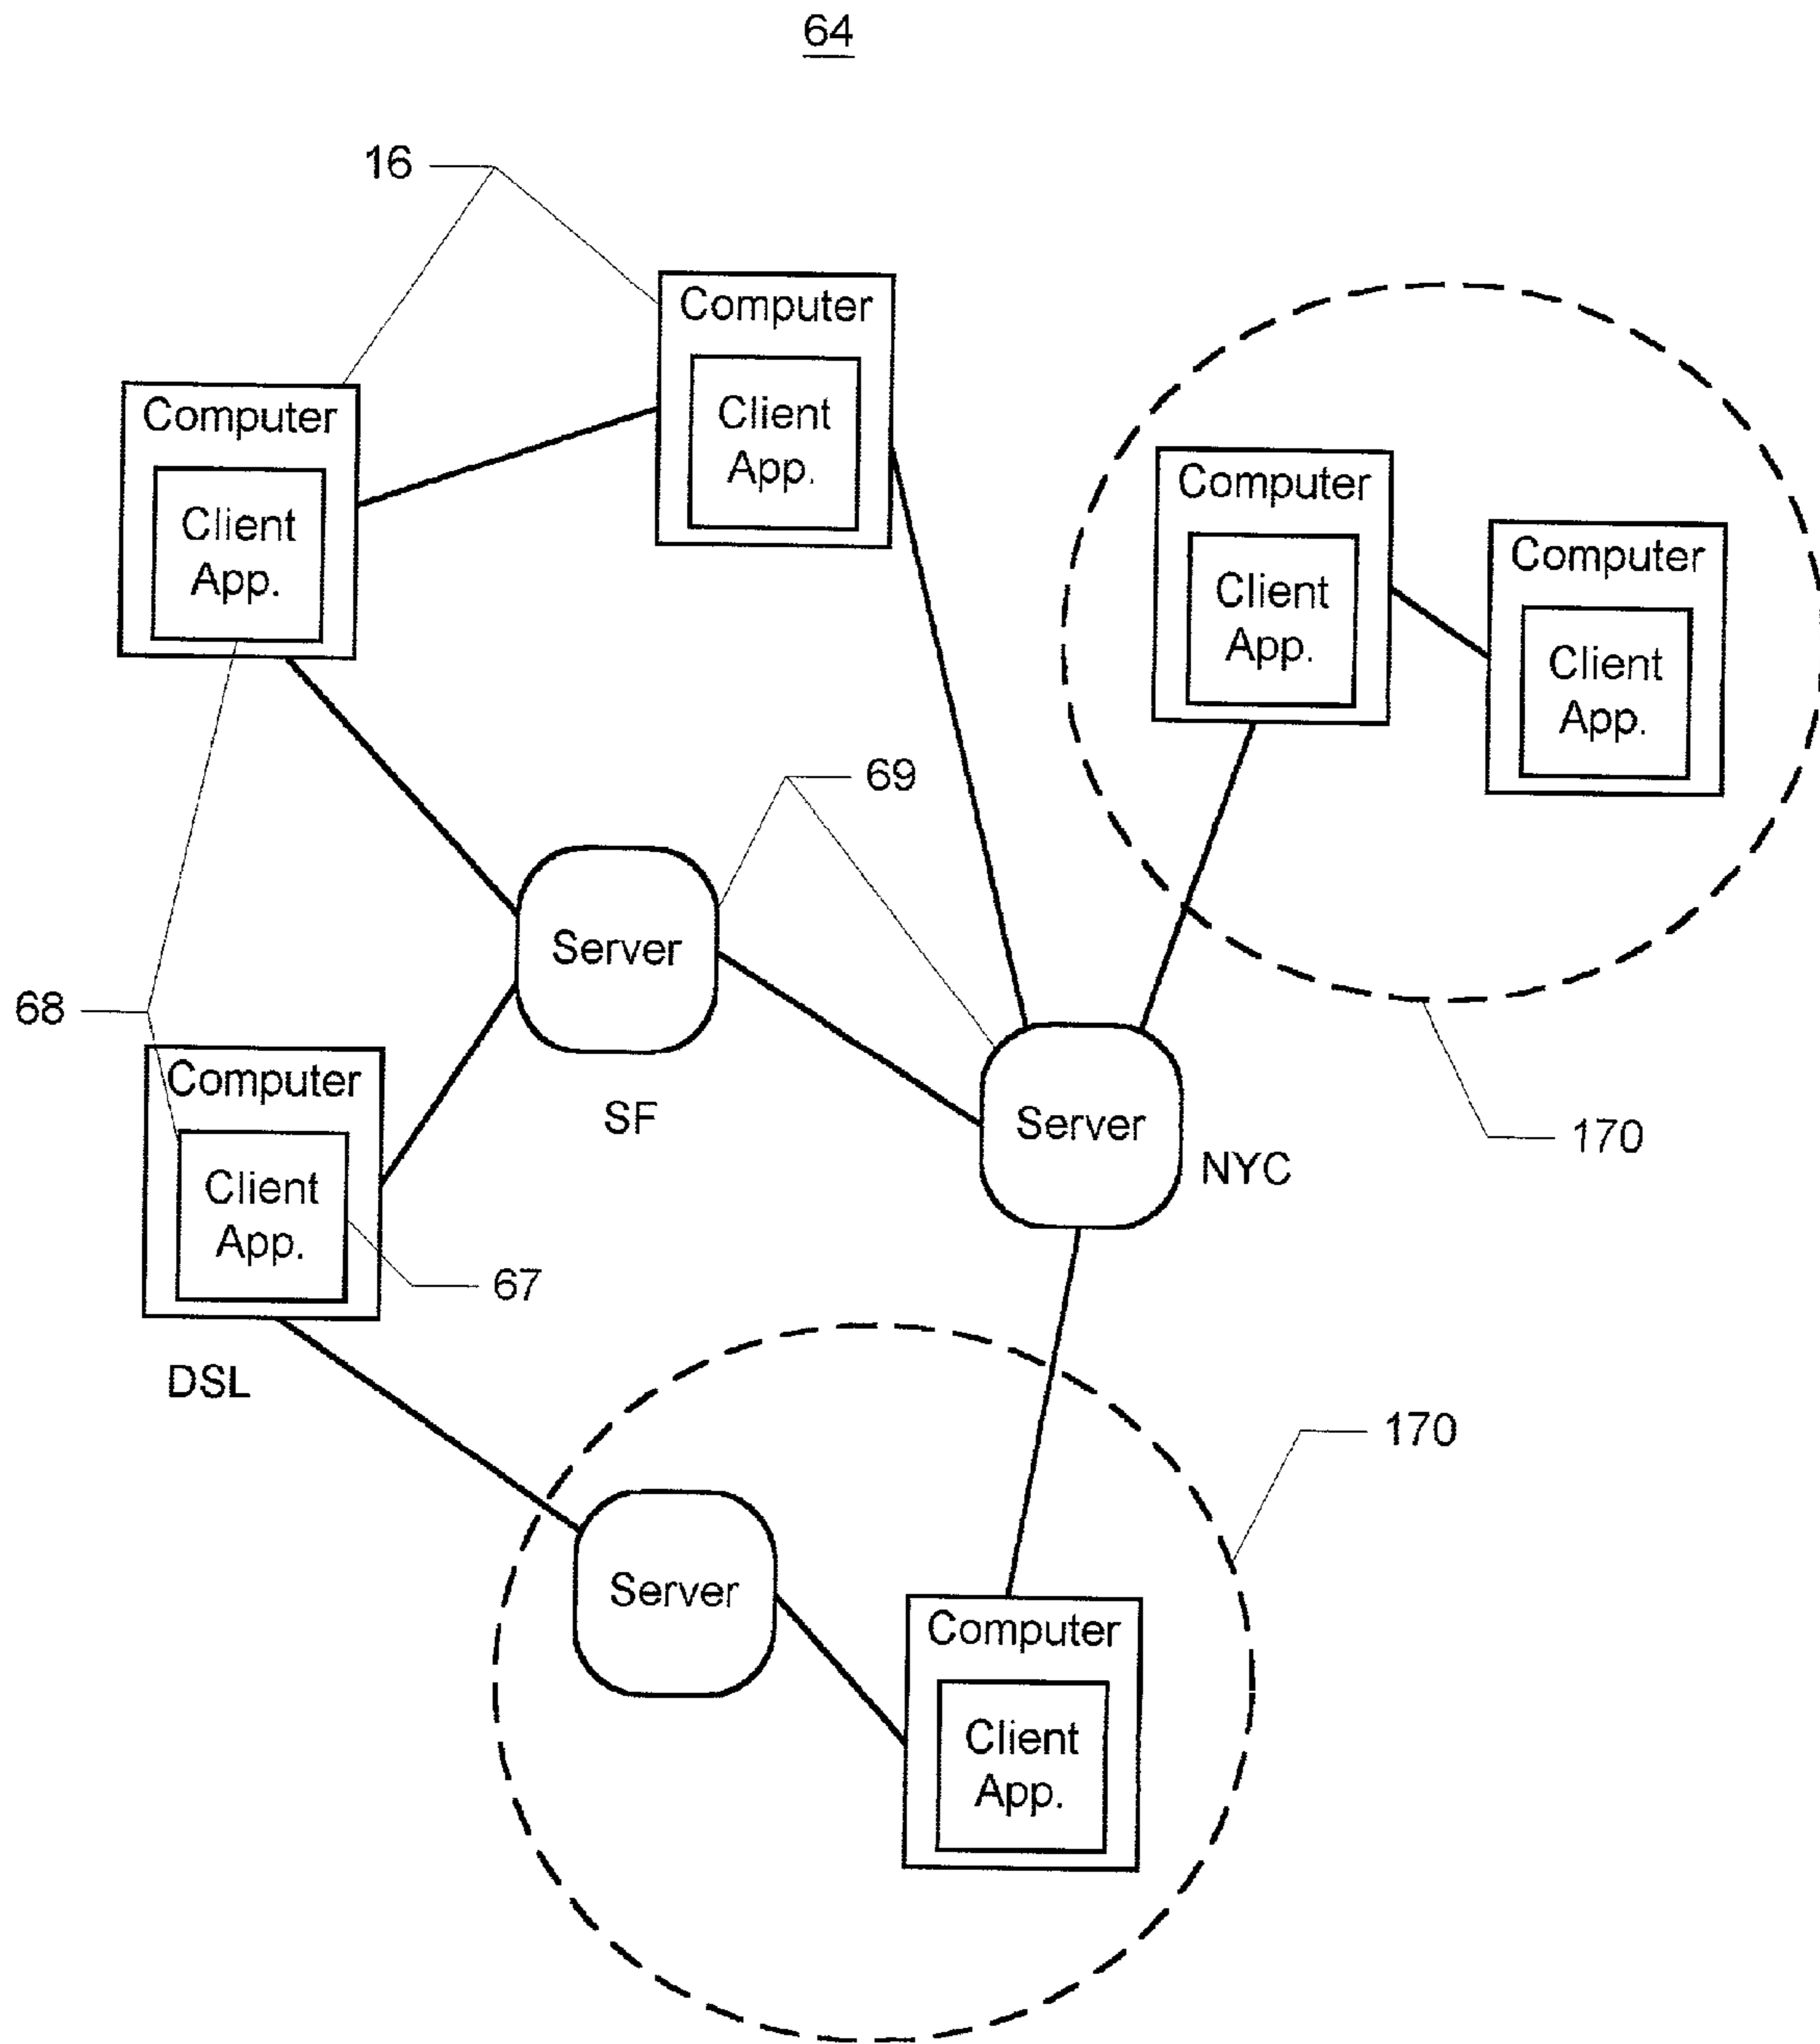 64
16
Computer
Client
App.
Computer
Client
App.
Computer
Client
App.
Computer
Client
App.
69
68
Server
SF
Server
NYC
170
Computer
Client
App.
67
DSL
170
Server
Computer
Client
App.